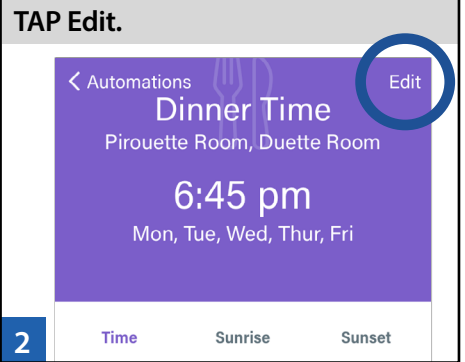 TAP Edit.
Automations Edit
Dinner Time
Pirouette Room, Duette Room
6:45 pm
Mon, Tue, Wed, Thur, Fri
Time Sunrise Sunset
2